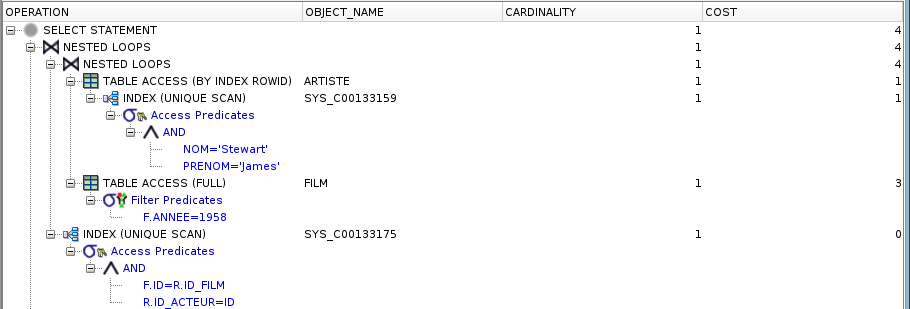 OPERATION OBJECT_NAME CARDINALITY COST
SELECT STATEMENT 1 4
NESTED LOOPS 1 4
NESTED LOOPS 1 4
TABLE ACCESS (BY INDEX ROWID) ARTISTE 1 1
INDEX (UNIQUE SCAN) SYS_C00133159 1 1
Access Predicates
AND
NOM='Stewart'
PRENOM='James'
TABLE ACCESS (FULL) FILM 1 3
Filter Predicates
F.ANNEE=1958
INDEX (UNIQUE SCAN) SYS_C00133175 1 0
Access Predicates
AND
F.ID=R.ID_FILM
R.ID_ACTEUR=ID